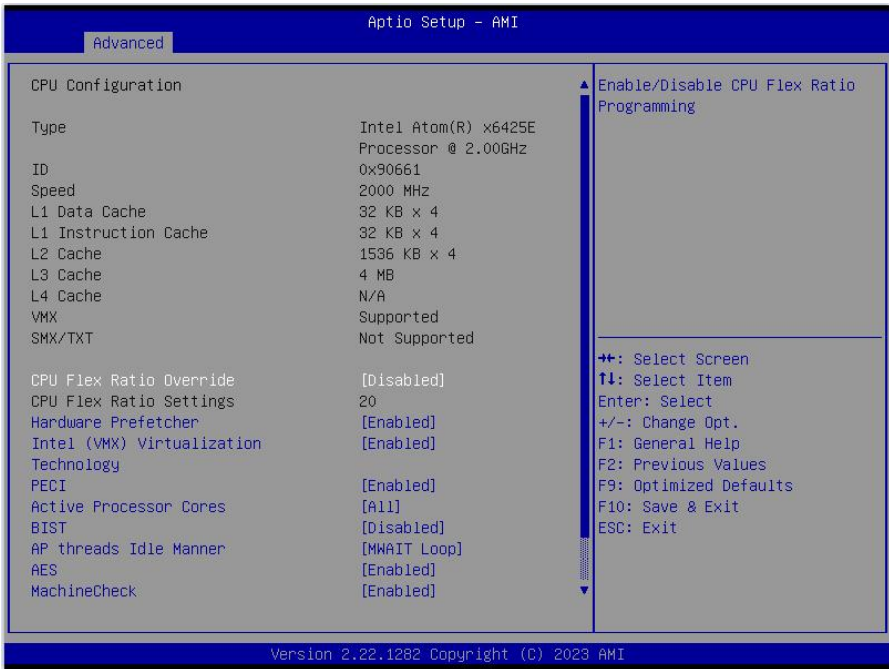 Aptio Setup – AMI
Advanced
CPU Configuration
Type Intel Atom(R) x6425E
Processor @ 2.00GHz
ID 0x90661
Speed 2000 MHz
L1 Data Cache 32 KB x 4
L1 Instruction Cache 32 KB x 4
L2 Cache 1536 KB x 4
L3 Cache 4 MB
L4 Cache N/A
VMX Supported
SMX/TXT Not Supported
CPU Flex Ratio Override [Disabled]
CPU Flex Ratio Settings 20
Hardware Prefetcher [Enabled]
Intel (VMX) Virtualization [Enabled]
Technology
PECI [Enabled]
Active Processor Cores [All]
BIST [Disabled]
AP threads Idle Manner [MWAIT Loop]
AES [Enabled]
MachineCheck [Enabled]
Enable/Disable CPU Flex Ratio
Programming
→←: Select Screen
↑↓: Select Item
Enter: Select
+/-: Change Opt.
F1: General Help
F2: Previous Values
F9: Optimized Defaults
F10: Save & Exit
ESC: Exit
Version 2.22.1282 Copyright (C) 2023 AMI